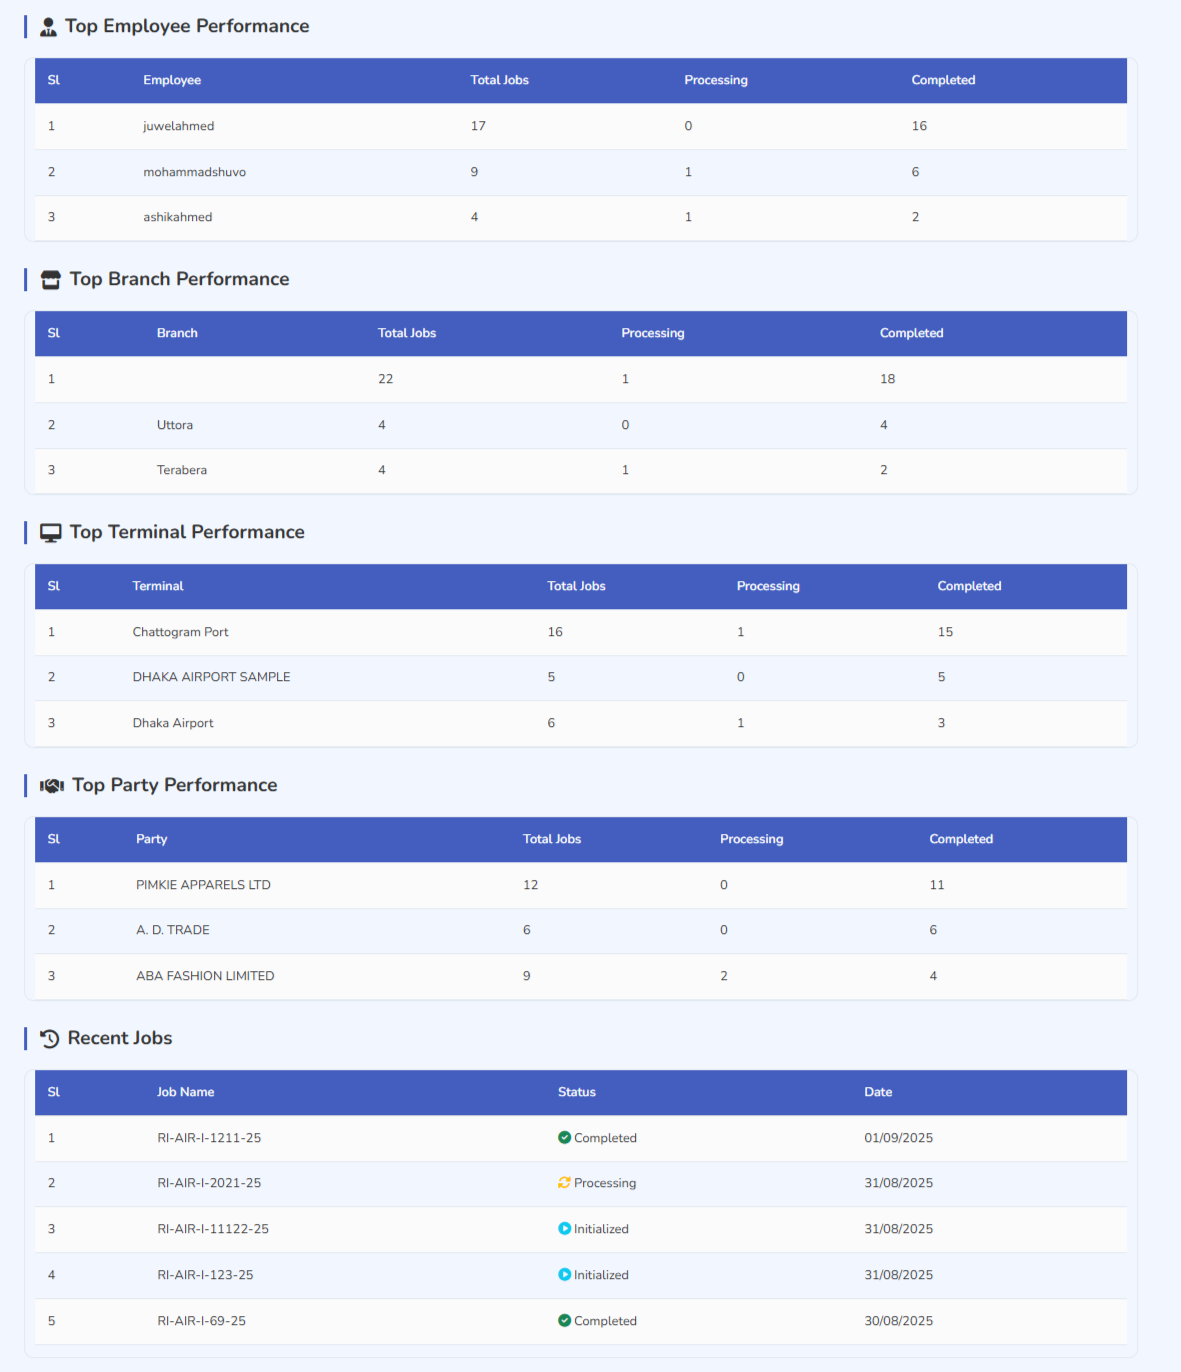 Top Employee Performance
Sl Employee Total Jobs Processing Completed
1 juwelahmed 17 0 16
2 mohammadshuvo 9 1 6
3 ashikahmed 4 1 2
Top Branch Performance
Sl Branch Total Jobs Processing Completed
1 22 1 18
2 Uttora 4 0 4
3 Terabera 4 1 2
Top Terminal Performance
Sl Terminal Total Jobs Processing Completed
1 Chattogram Port 16 1 15
2 DHAKA AIRPORT SAMPLE 5 0 5
3 Dhaka Airport 6 1 3
Top Party Performance
Sl Party Total Jobs Processing Completed
1 PIMKIE APPARELS LTD 12 0 11
2 A. D. TRADE 6 0 6
3 ABA FASHION LIMITED 9 2 4
Recent Jobs
Sl Job Name Status Date
1 RI-AIR-I-1211-25 Completed 01/09/2025
2 RI-AIR-I-2021-25 Processing 31/08/2025
3 RI-AIR-I-11122-25 Initialized 31/08/2025
4 RI-AIR-I-123-25 Initialized 31/08/2025
5 RI-AIR-I-69-25 Completed 30/08/2025